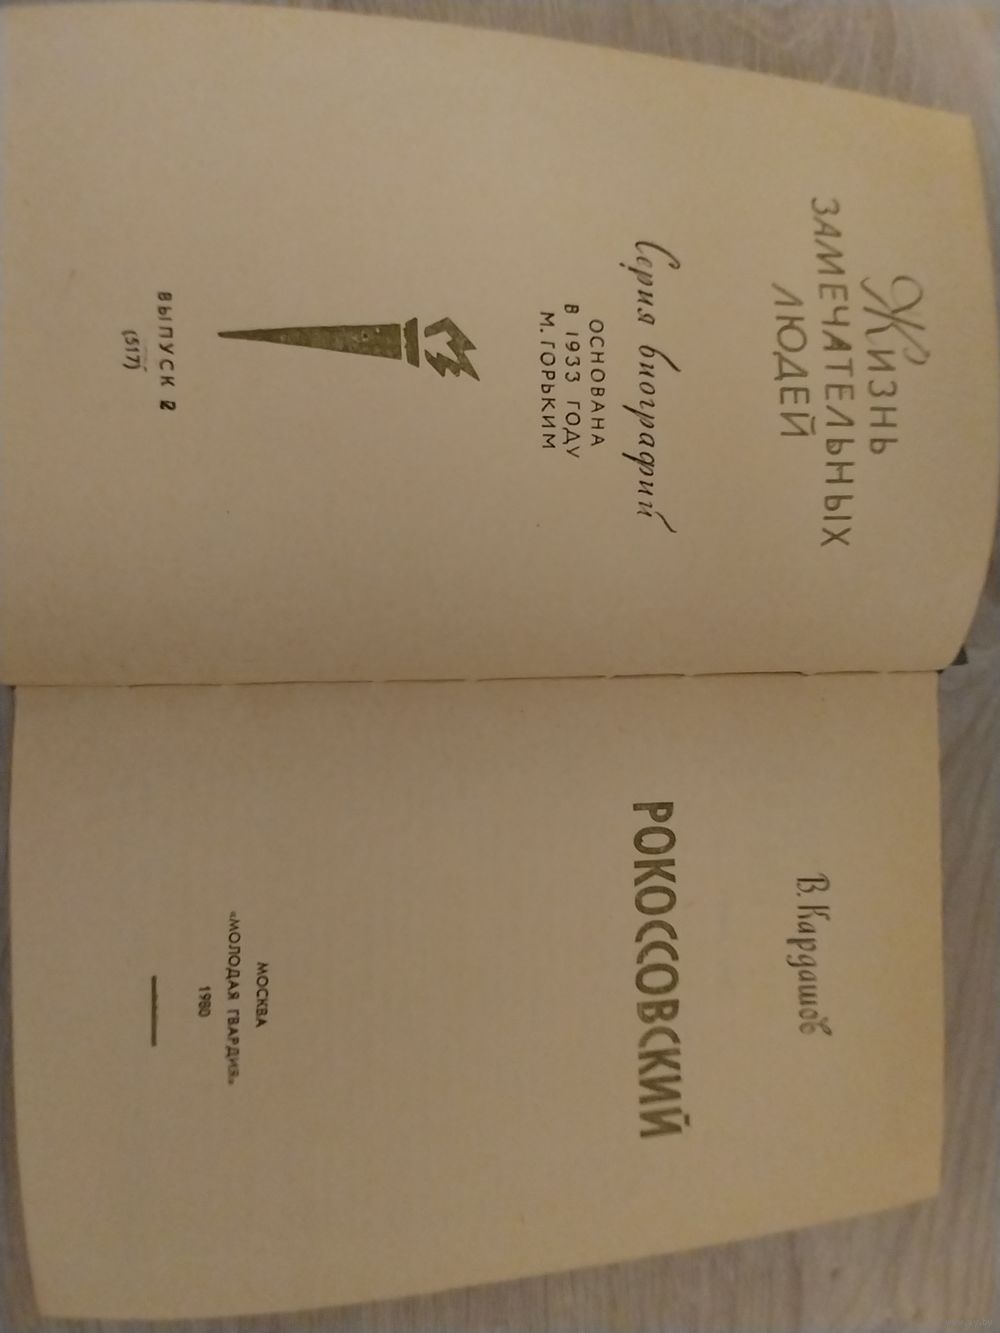 Жизнь
ЗАМЕЧАТЕЛЬНЫХ
ЛЮДЕЙ
Серия биографий
ОСНОВАНА
В 1933 ГОДУ
М. ГОРЬКИМ
ВЫПУСК 2
(517)
В. Кардашов
РОКОССОВСКИЙ
МОСКВА
«МОЛОДАЯ ГВАРДИЯ»
1980